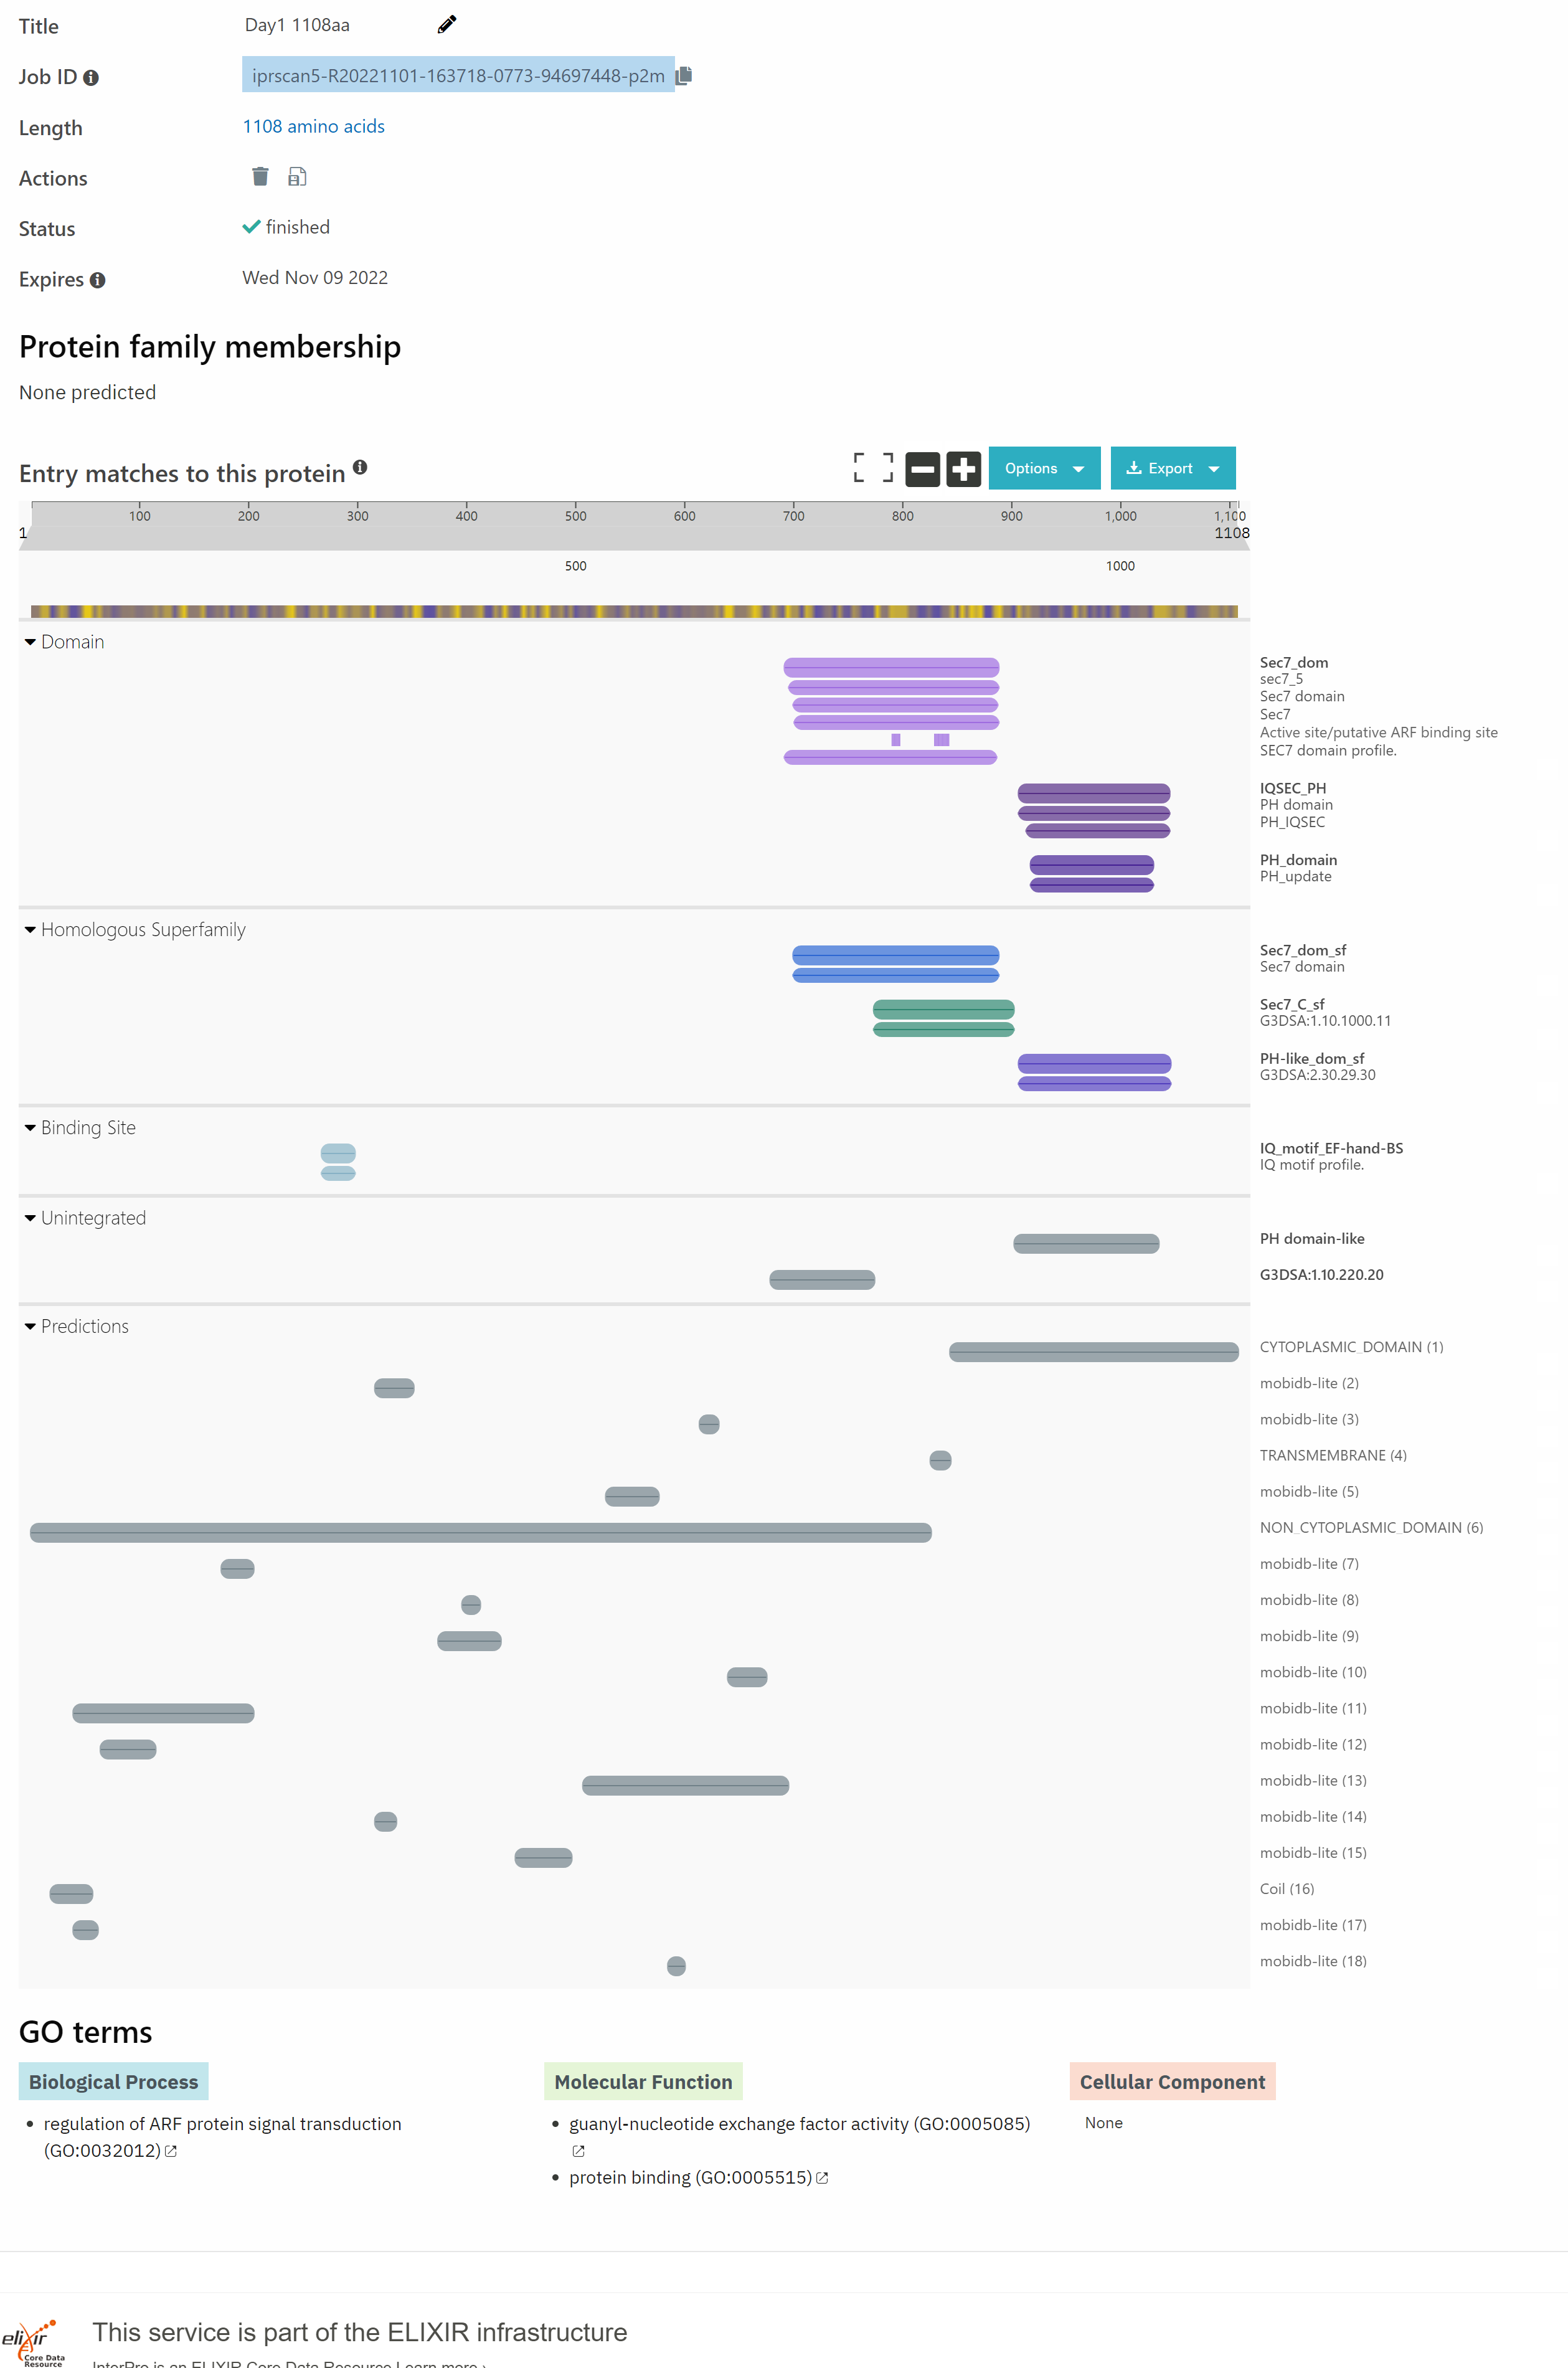 Title
Day1 1108aa
Job ID
iprscan5-R20221101-163718-0773-94697448-p2m
Length
1108 amino acids
Actions
Status
finished
Expires
Wed Nov 09 2022
Protein family membership
None predicted
Entry matches to this protein
Options
Export
100 200 300 400 500 600 700 800 900 1,000 1,100
1 1108
500 1000
Domain
Sec7_dom
sec7_5
Sec7 domain
Sec7
Active site/putative ARF binding site
SEC7 domain profile.
IQSEC_PH
PH domain
PH_IQSEC
PH_domain
PH_update
Homologous Superfamily
Sec7_dom_sf
Sec7 domain
Sec7_C_sf
G3DSA:1.10.1000.11
PH-like_dom_sf
G3DSA:2.30.29.30
Binding Site
IQ_motif_EF-hand-BS
IQ motif profile.
Unintegrated
PH domain-like
G3DSA:1.10.220.20
Predictions
CYTOPLASMIC_DOMAIN (1)
mobidb-lite (2)
mobidb-lite (3)
TRANSMEMBRANE (4)
mobidb-lite (5)
NON_CYTOPLASMIC_DOMAIN (6)
mobidb-lite (7)
mobidb-lite (8)
mobidb-lite (9)
mobidb-lite (10)
mobidb-lite (11)
mobidb-lite (12)
mobidb-lite (13)
mobidb-lite (14)
mobidb-lite (15)
Coil (16)
mobidb-lite (17)
mobidb-lite (18)
GO terms
Biological Process
regulation of ARF protein signal transduction
(GO:0032012)
Molecular Function
guanyl-nucleotide exchange factor activity (GO:0005085)
protein binding (GO:0005515)
Cellular Component
None
elixir
Core Data
Resource
This service is part of the ELIXIR infrastructure
InterPro is an ELIXIR Core Data Resource Learn more ›